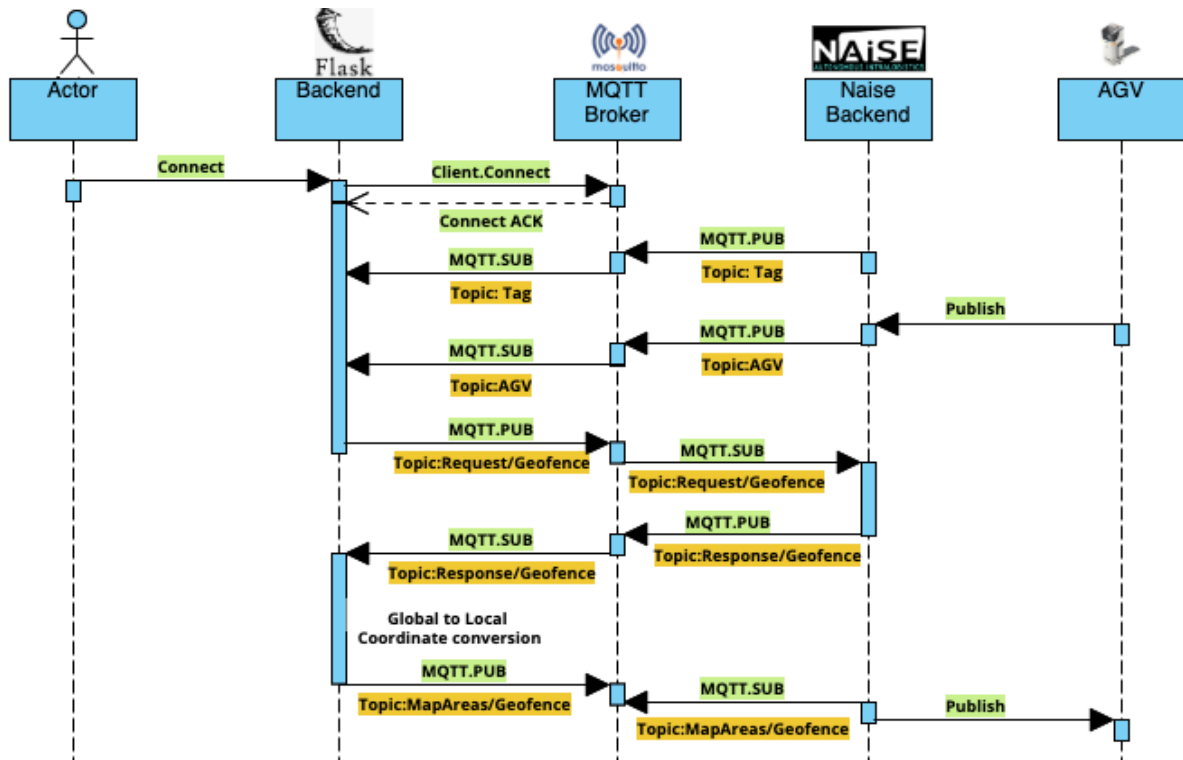 Flask
mosquitto
NAiSE
AUTONOMOUS INTRALOGISTICS
Actor
Backend
MQTT
Broker
Naise
Backend
AGV
Connect
Client.Connect
Connect ACK
MQTT.PUB
Topic: Tag
MQTT.SUB
Topic: Tag
Publish
MQTT.PUB
Topic:AGV
MQTT.SUB
Topic:AGV
MQTT.PUB
Topic:Request/Geofence
MQTT.SUB
Topic:Request/Geofence
MQTT.PUB
Topic:Response/Geofence
MQTT.SUB
Topic:Response/Geofence
Global to Local
Coordinate conversion
MQTT.PUB
Topic:MapAreas/Geofence
MQTT.SUB
Topic:MapAreas/Geofence
Publish